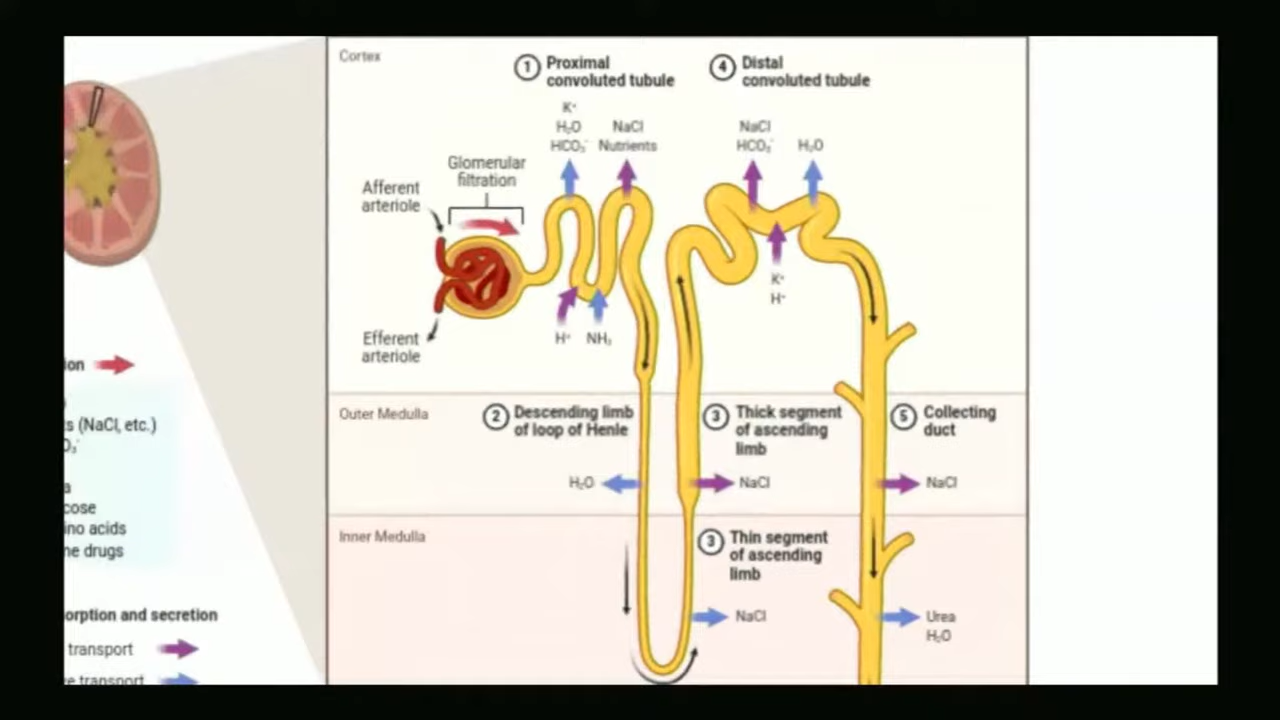 Cortex
1 Proximal
convoluted tubule
4 Distal
convoluted tubule
K⁺
H₂O
HCO₃⁻
NaCl
Nutrients
NaCl
HCO₃⁻
H₂O
Glomerular
filtration
Afferent
arteriole
K⁺
H⁺
Efferent
arteriole
H⁺
NH₃
ion
s (NaCl, etc.)
O₃⁻
a
cose
ino acids
ne drugs
orption and secretion
transport
e transport
Outer Medulla
2 Descending limb
of loop of Henle
3 Thick segment
of ascending
limb
5 Collecting
duct
H₂O
NaCl
NaCl
Inner Medulla
3 Thin segment
of ascending
limb
NaCl
Urea
H₂O